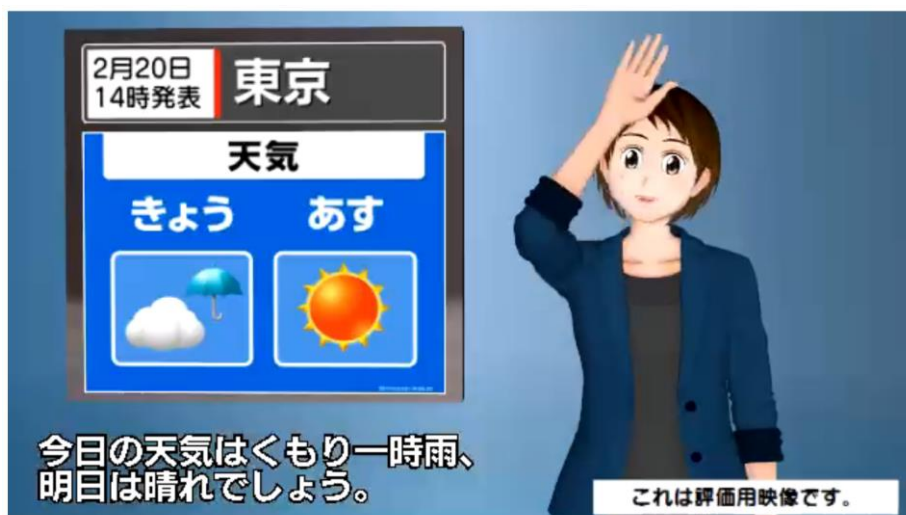 2月20日
14時発表
東京
天気
きょう
あす
今日の天気はくもり一時雨、
明日は晴れでしょう。
これは評価用映像です。